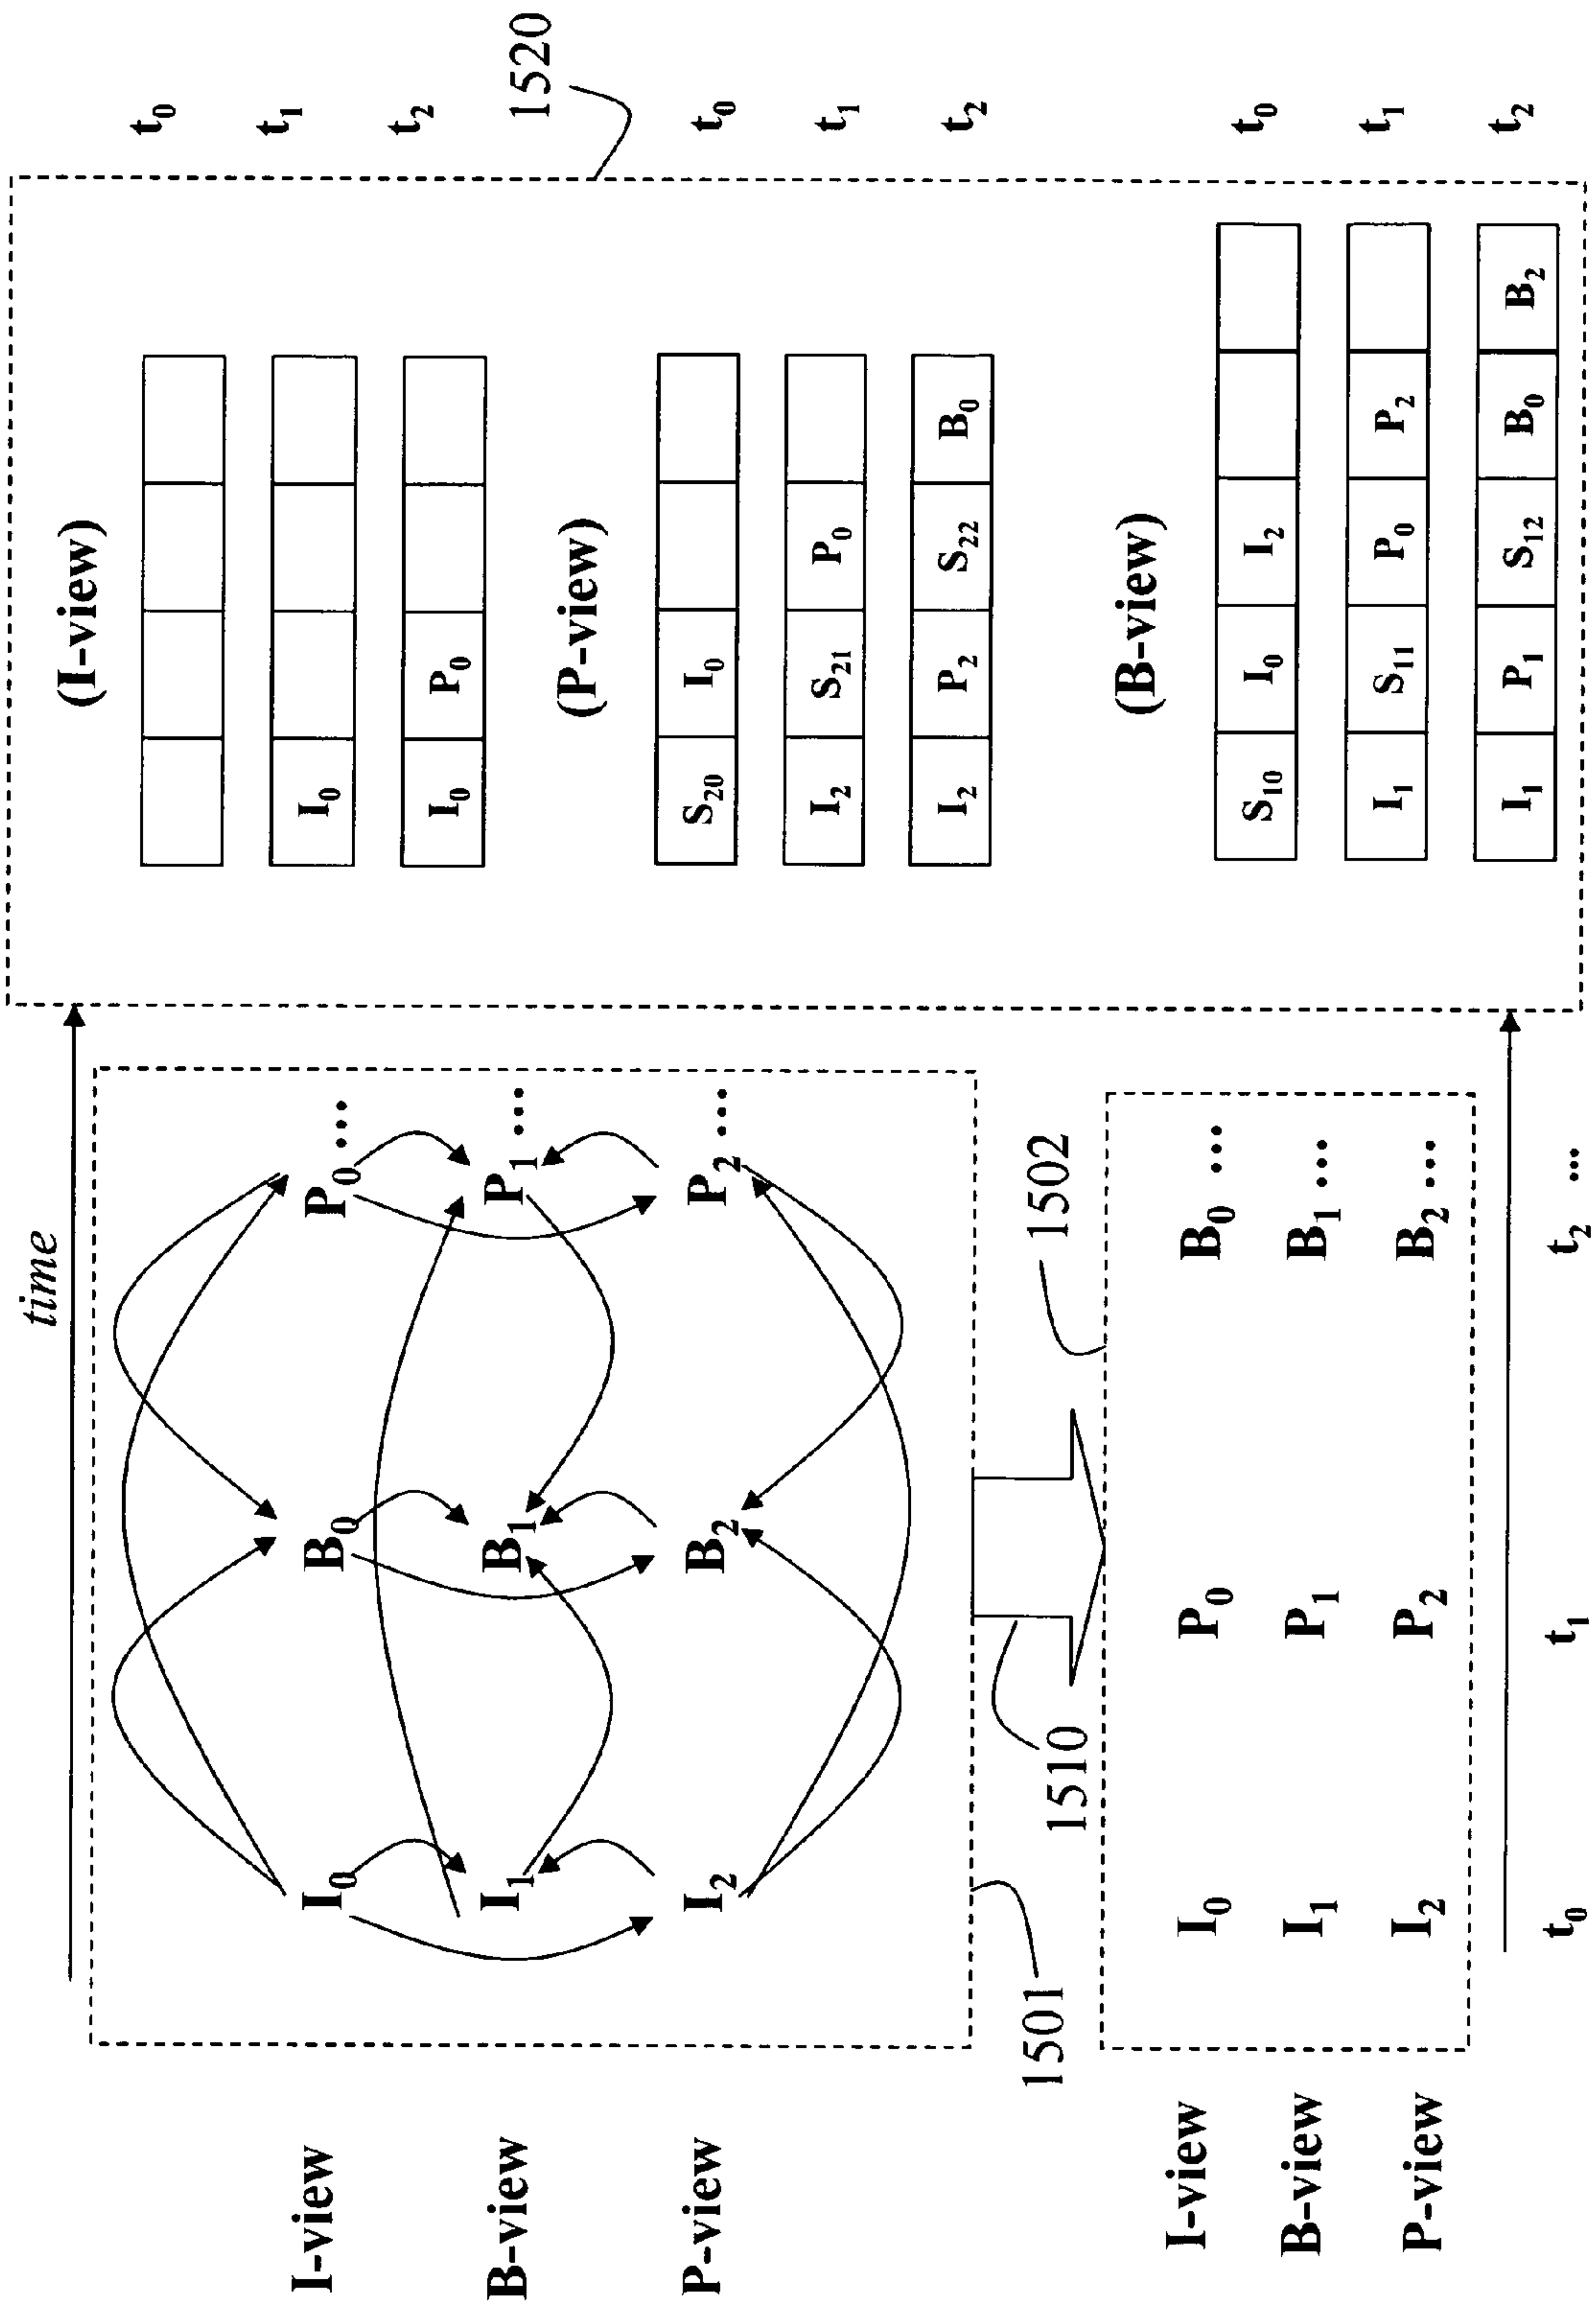 time
I-view I₀ B₀ P₀ ...
B-view I₁ B₁ P₁ ...
P-view I₂ B₂ P₂ ...
1501
1510
1502
I-view I₀ P₀ B₀ ...
B-view I₁ P₁ B₁ ...
P-view I₂ P₂ B₂ ...
t₀ t₁ t₂ ...
(I-view)
t₀
I₀ t₁
I₀ P₀ t₂
1520
(P-view)
S₂₀ I₀ t₀
I₂ S₂₁ P₀ t₁
I₂ P₂ S₂₂ B₀ t₂
(B-view)
S₁₀ I₀ I₂ t₀
I₁ S₁₁ P₀ P₂ t₁
I₁ P₁ S₁₂ B₀ B₂ t₂